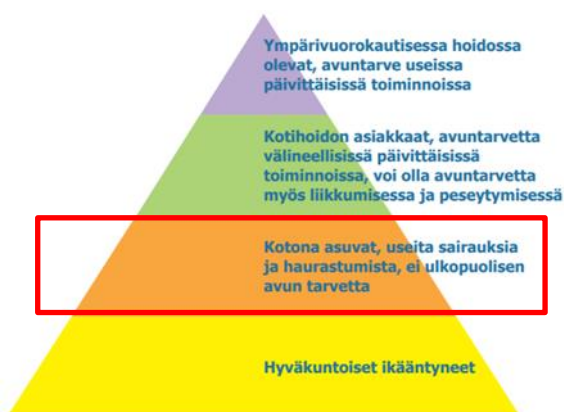 Ympärivuorokautisessa hoidossa
olevat, avuntarve useissa
päivittäisissä toiminnoissa
Kotihoidon asiakkaat, avuntarvetta
välineellisissä päivittäisissä
toiminnoissa, voi olla avuntarvetta
myös liikkumisessa ja peseytymisessä
Kotona asuvat, useita sairauksia
ja haurastumista, ei ulkopuolisen
avun tarvetta
Hyväkuntoiset ikääntyneet